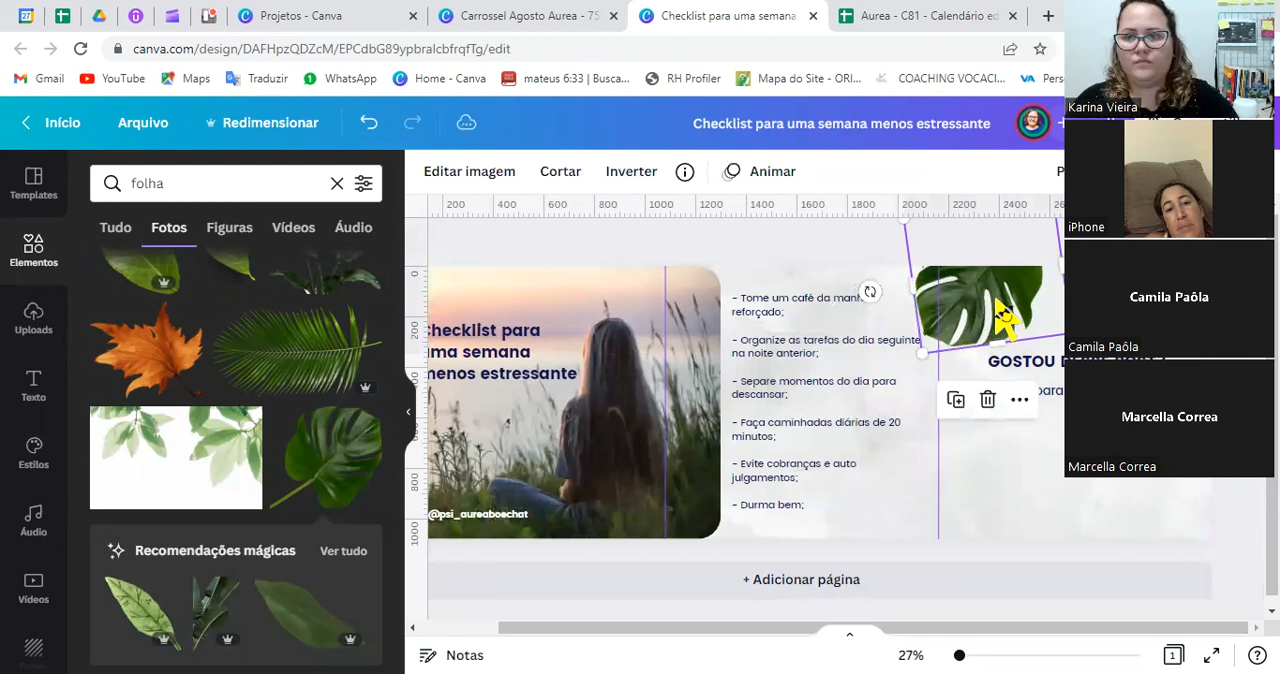 Projetos - Canva
Carrossel Agosto Aurea - 75
Checklist para uma semana
Aurea - C81 - Calendário ed
canva.com/design/DAFHpzQDZcM/EPCdbG89ypbralcbfrqfTg/edit
Gmail
YouTube
Maps
Traduzir
WhatsApp
Home - Canva
mateus 6:33 | Busca...
RH Profiler
Mapa do Site - ORI...
COACHING VOCACI...
Início
Arquivo
Redimensionar
Checklist para uma semana menos estressante
folha
Editar imagem
Cortar
Inverter
Animar
Templates
Elementos
Uploads
Texto
Estilos
Áudio
Vídeos
Tudo
Fotos
Figuras
Vídeos
Áudio
Recomendações mágicas
Ver tudo
200
400
600
800
1000
1200
1400
1600
1800
2000
2200
2400
0
200
800
1000
Checklist para
uma semana
menos estressante
@psi_aureaboechat
- Tome um café da manhã
reforçado;
- Organize as tarefas do dia seguinte
na noite anterior;
- Separe momentos do dia para
descansar;
- Faça caminhadas diárias de 20
minutos;
- Evite cobranças e auto
julgamentos;
- Durma bem;
GOSTOU
para
+ Adicionar página
Notas
27%
1
Karina Vieira
iPhone
Camila Paôla
Camila Paôla
Marcella Correa
Marcella Correa